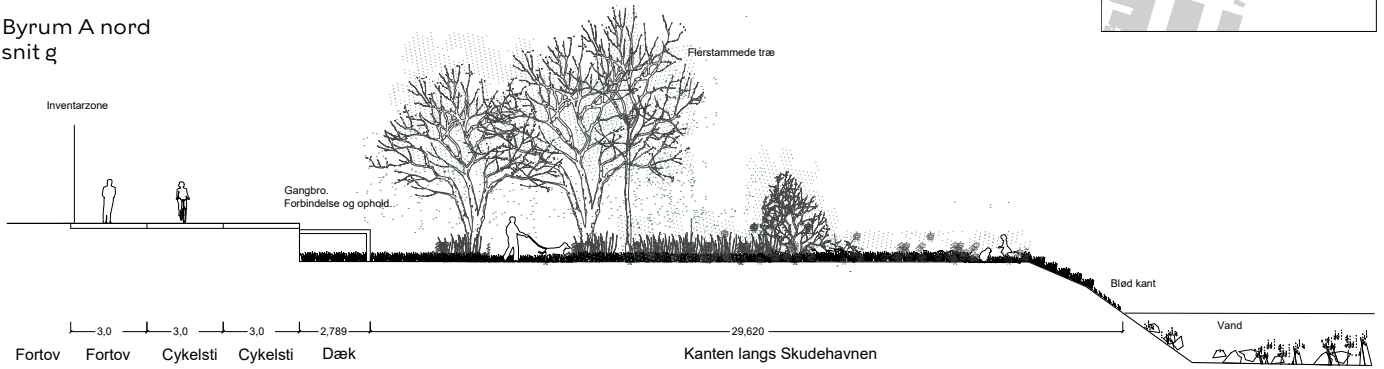 Byrum A nord
snit g
Flerstammede træ
Inventarzone
Gangbro.
Forbindelse og ophold.
Blød kant
Vand
3,0 3,0 3,0 2,789 29,620
Fortov Fortov Cykelsti Cykelsti Dæk Kanten langs Skudehavnen